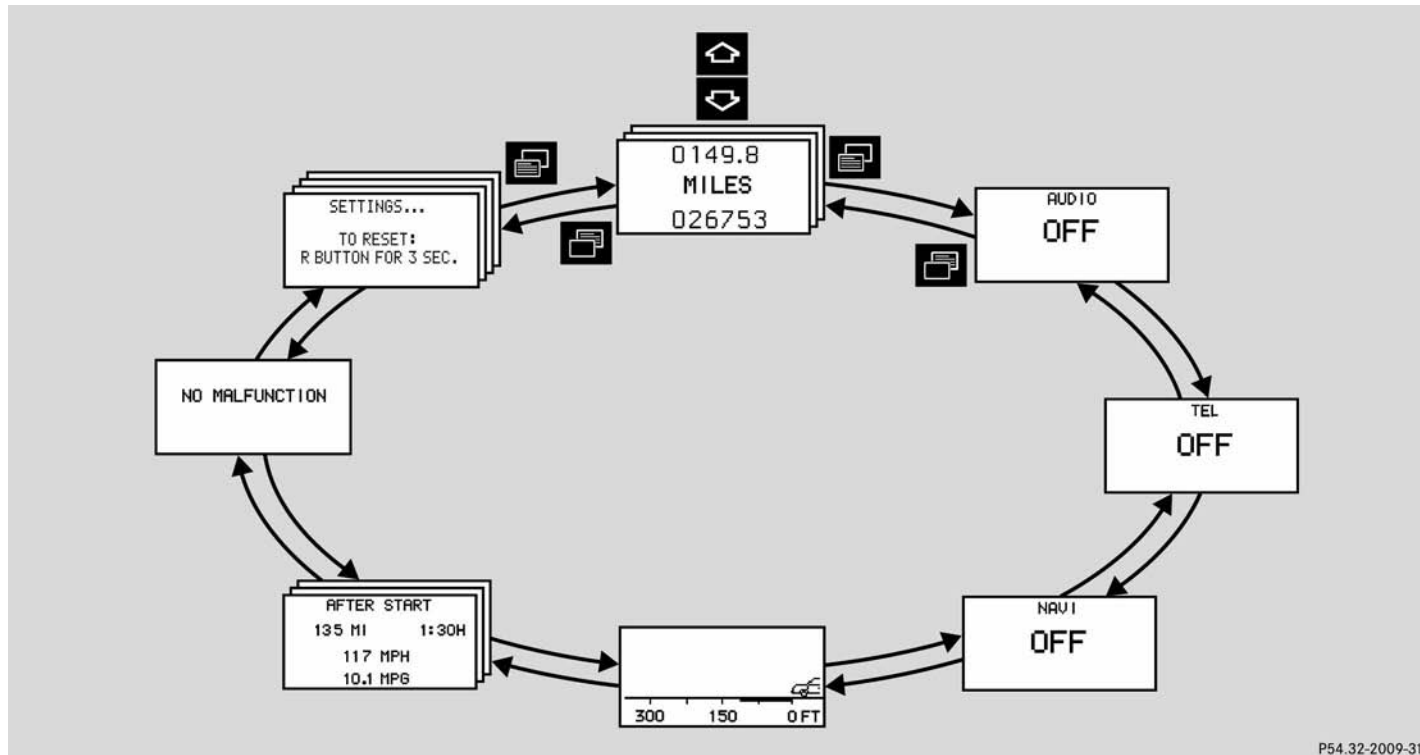 0149.8
MILES
026753
SETTINGS...
TO RESET:
R BUTTON FOR 3 SEC.
AUDIO
OFF
NO MALFUNCTION
TEL
OFF
AFTER START
135 MI 1:30H
117 MPH
10.1 MPG
300 150 0 FT
NAVI
OFF
P54.32-2009-31